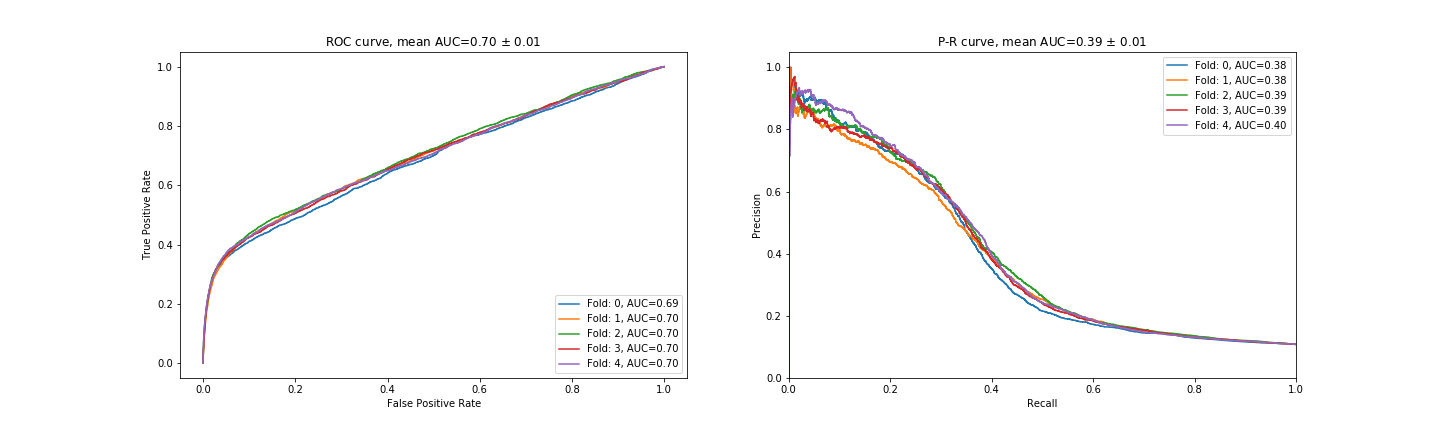 ROC curve, mean AUC=0.70 ± 0.01
True Positive Rate
1.0
0.8
0.6
0.4
0.2
0.0
Fold: 0, AUC=0.69
Fold: 1, AUC=0.70
Fold: 2, AUC=0.70
Fold: 3, AUC=0.70
Fold: 4, AUC=0.70
0.0 0.2 0.4 0.6 0.8 1.0
False Positive Rate
P-R curve, mean AUC=0.39 ± 0.01
Precision
1.0
0.8
0.6
0.4
0.2
0.0
Fold: 0, AUC=0.38
Fold: 1, AUC=0.38
Fold: 2, AUC=0.39
Fold: 3, AUC=0.39
Fold: 4, AUC=0.40
0.0 0.2 0.4 0.6 0.8 1.0
Recall